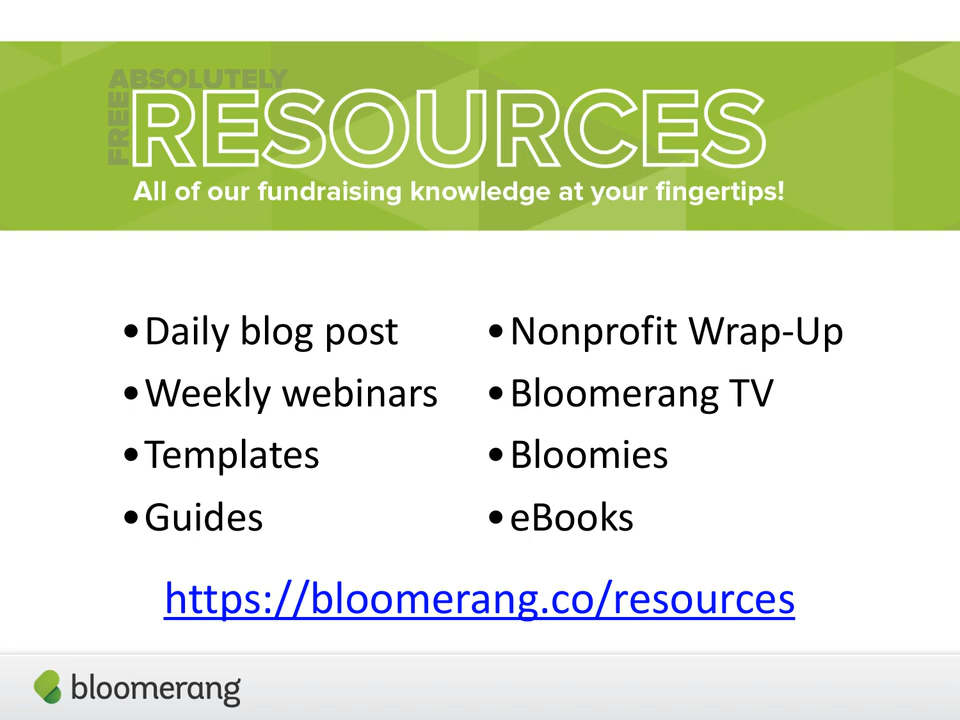 ABSOLUTELY
FREE
RESOURCES
All of our fundraising knowledge at your fingertips!
•Daily blog post
•Weekly webinars
•Templates
•Guides
•Nonprofit Wrap-Up
•Bloomerang TV
•Bloomies
•eBooks
https://bloomerang.co/resources
bloomerang